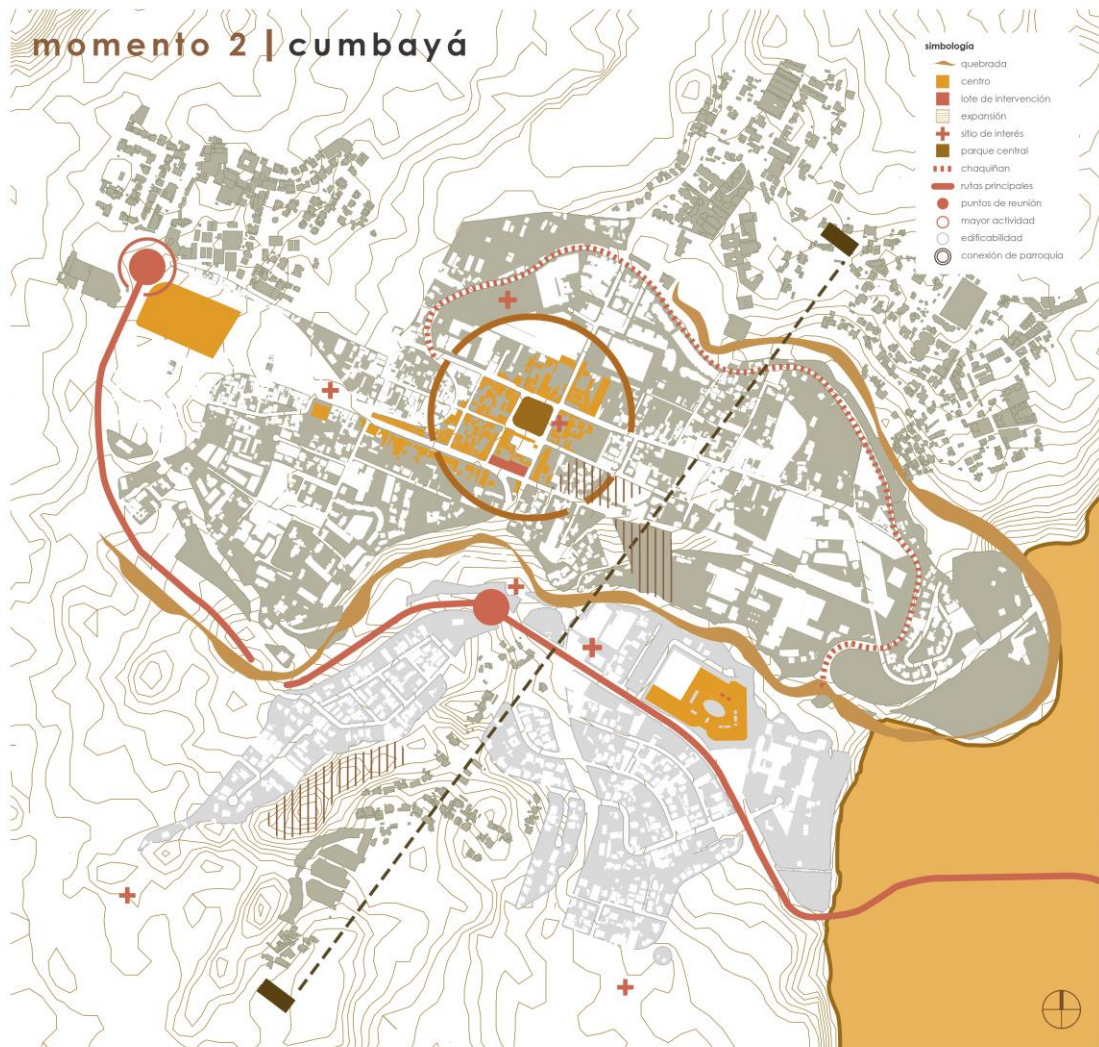 momento 2 | cumbayá
simbología
quebrada
centro
lote de intervención
expansión
sitio de interés
parque central
chaquiñan
rutas principales
puntos de reunión
mayor actividad
edificabilidad
conexión de parroquia